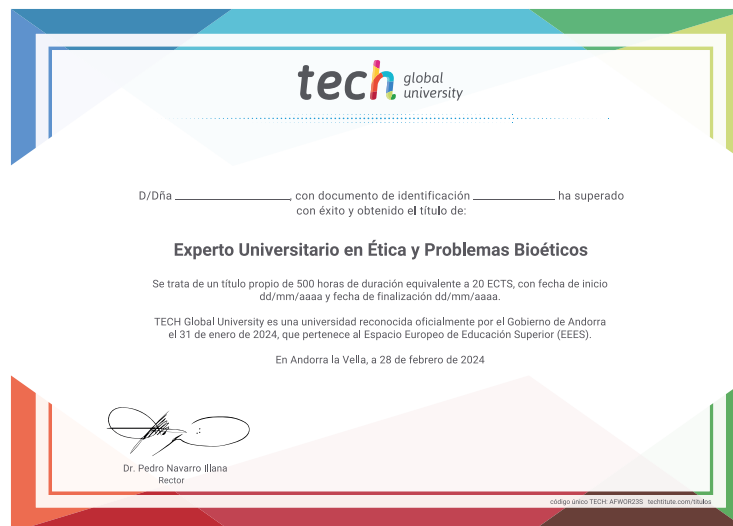 tech global
university
D/Dña ______________, con documento de identificación __________ ha superado
con éxito y obtenido el título de:
Experto Universitario en Ética y Problemas Bioéticos
Se trata de un título propio de 500 horas de duración equivalente a 20 ECTS, con fecha de inicio
dd/mm/aaaa y fecha de finalización dd/mm/aaaa.
TECH Global University es una universidad reconocida oficialmente por el Gobierno de Andorra
el 31 de enero de 2024, que pertenece al Espacio Europeo de Educación Superior (EEES).
En Andorra la Vella, a 28 de febrero de 2024
Dr. Pedro Navarro Illana
Rector
código único TECH: AFWOR23S techtitute.com/titulos